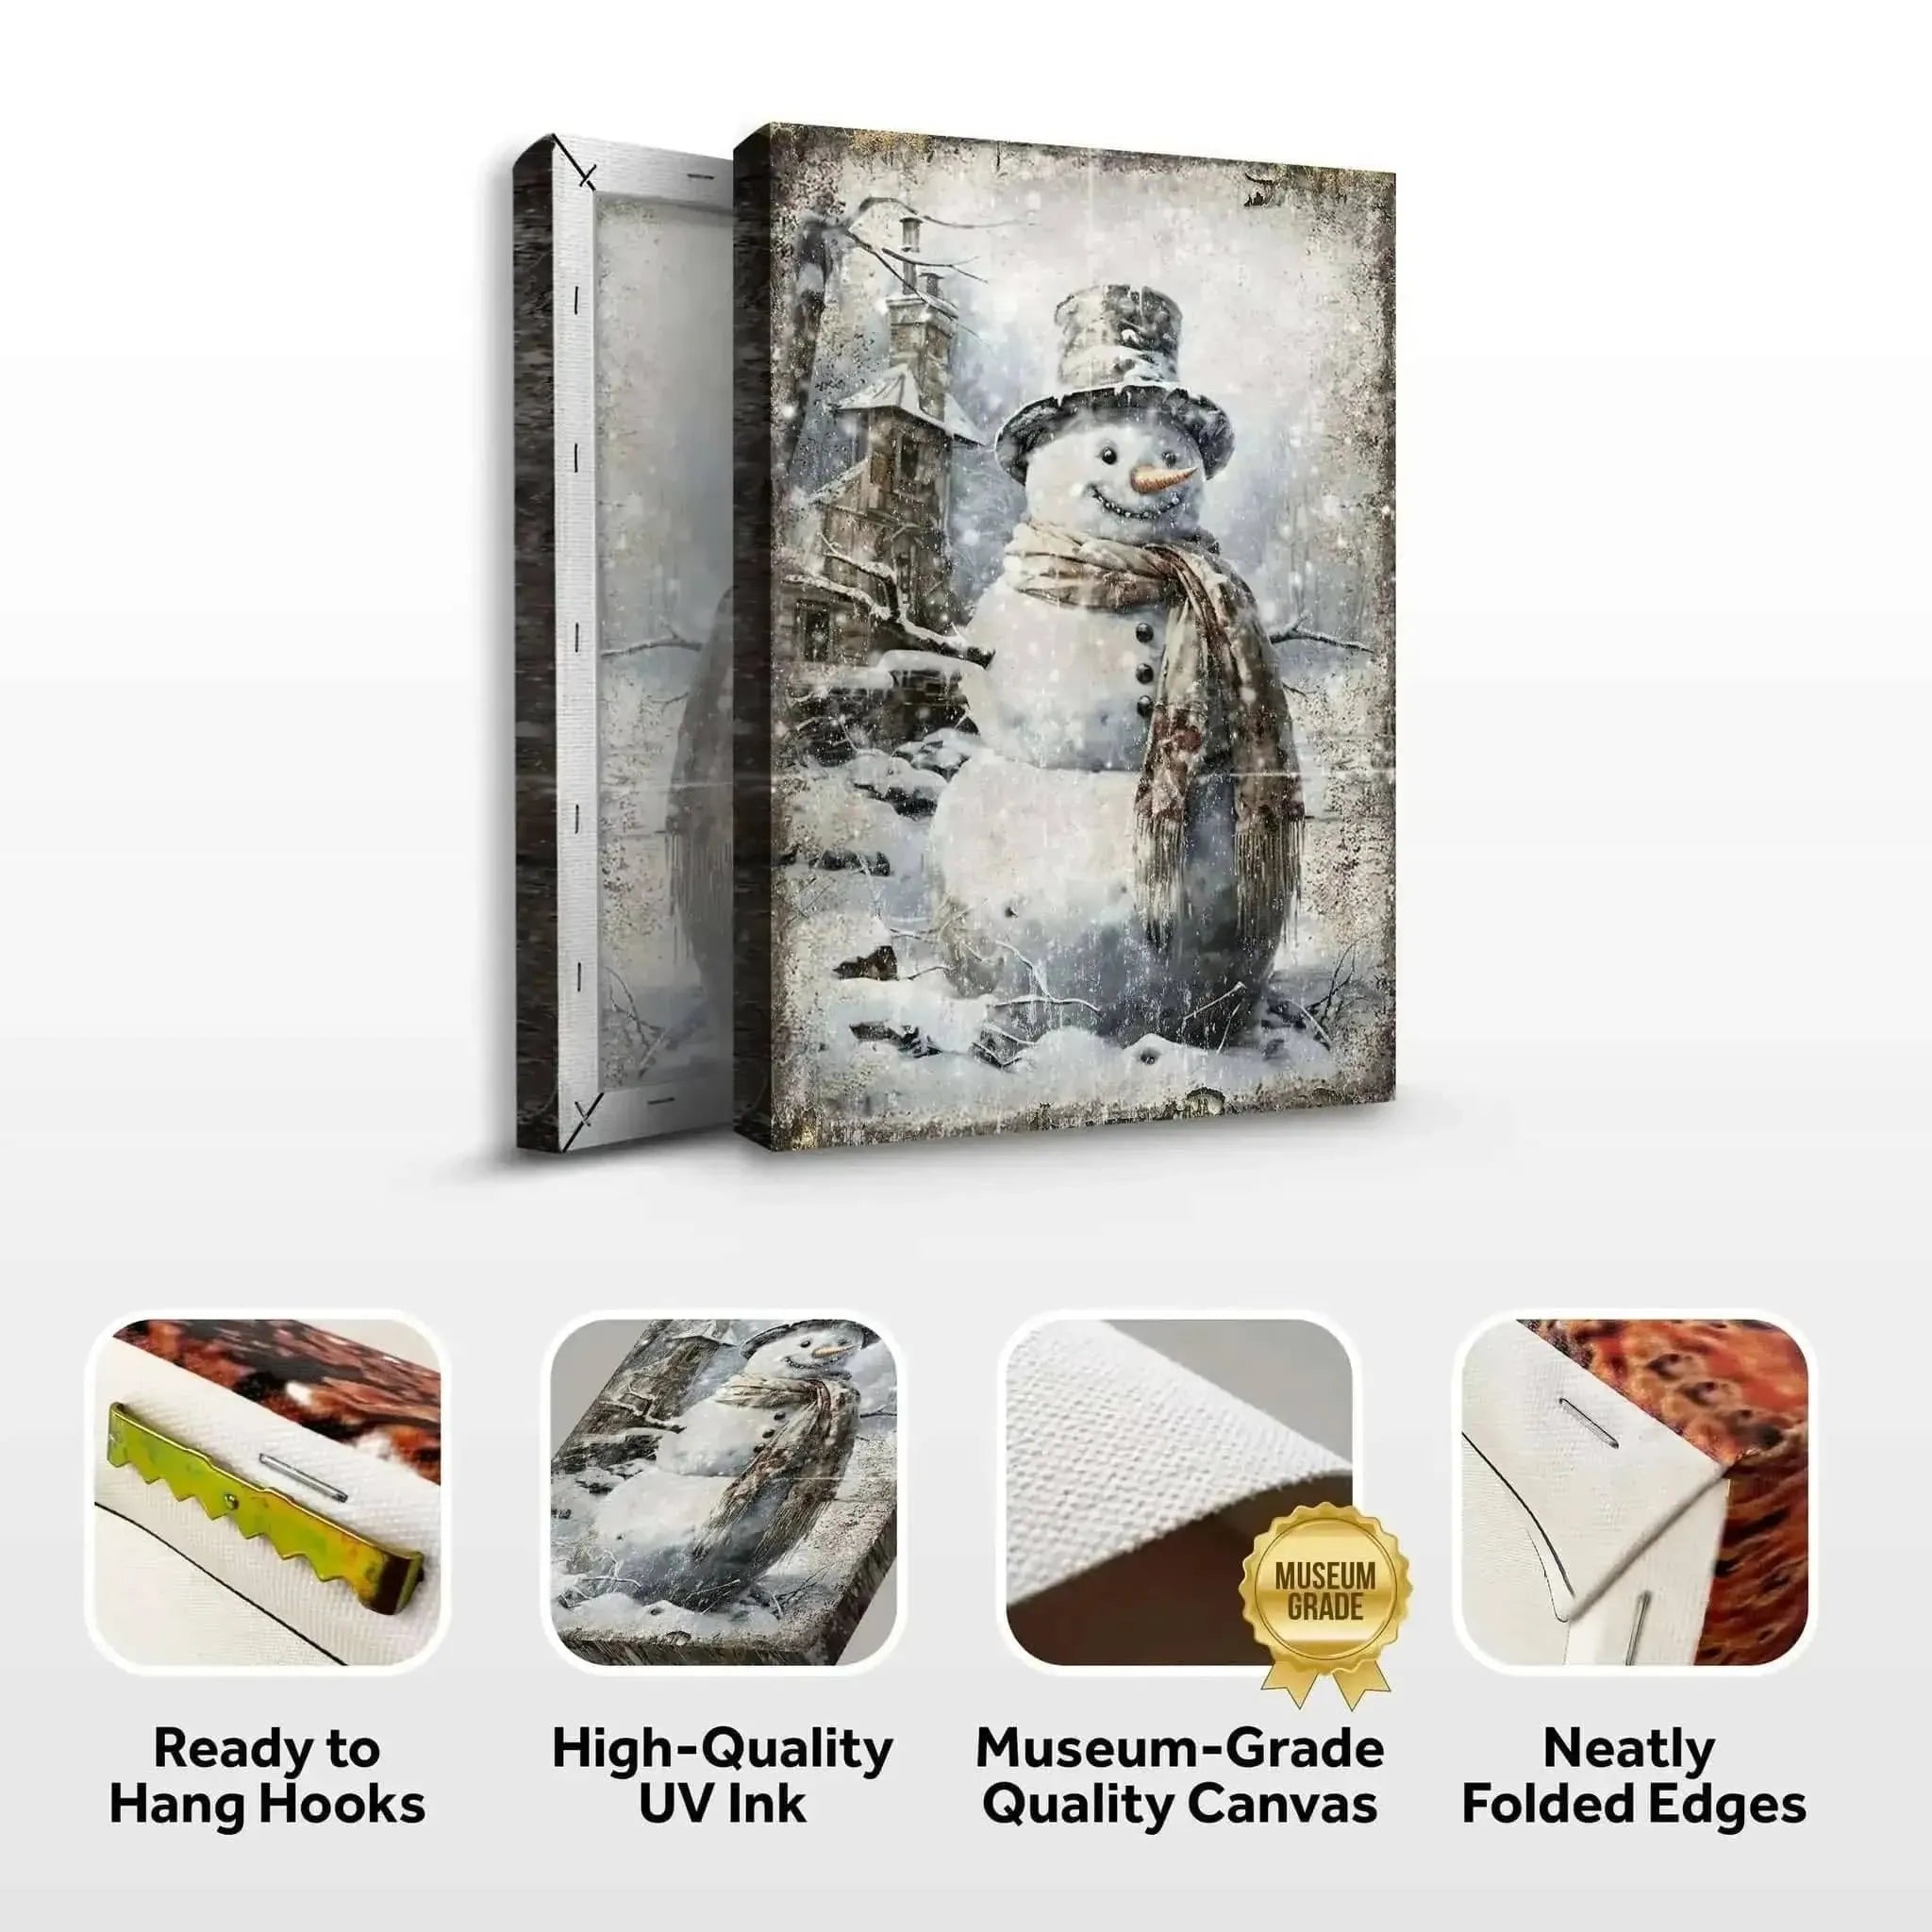 MUSEUM
GRADE
Ready to
Hang Hooks
High-Quality
UV Ink
Museum-Grade
Quality Canvas
Neatly
Folded Edges